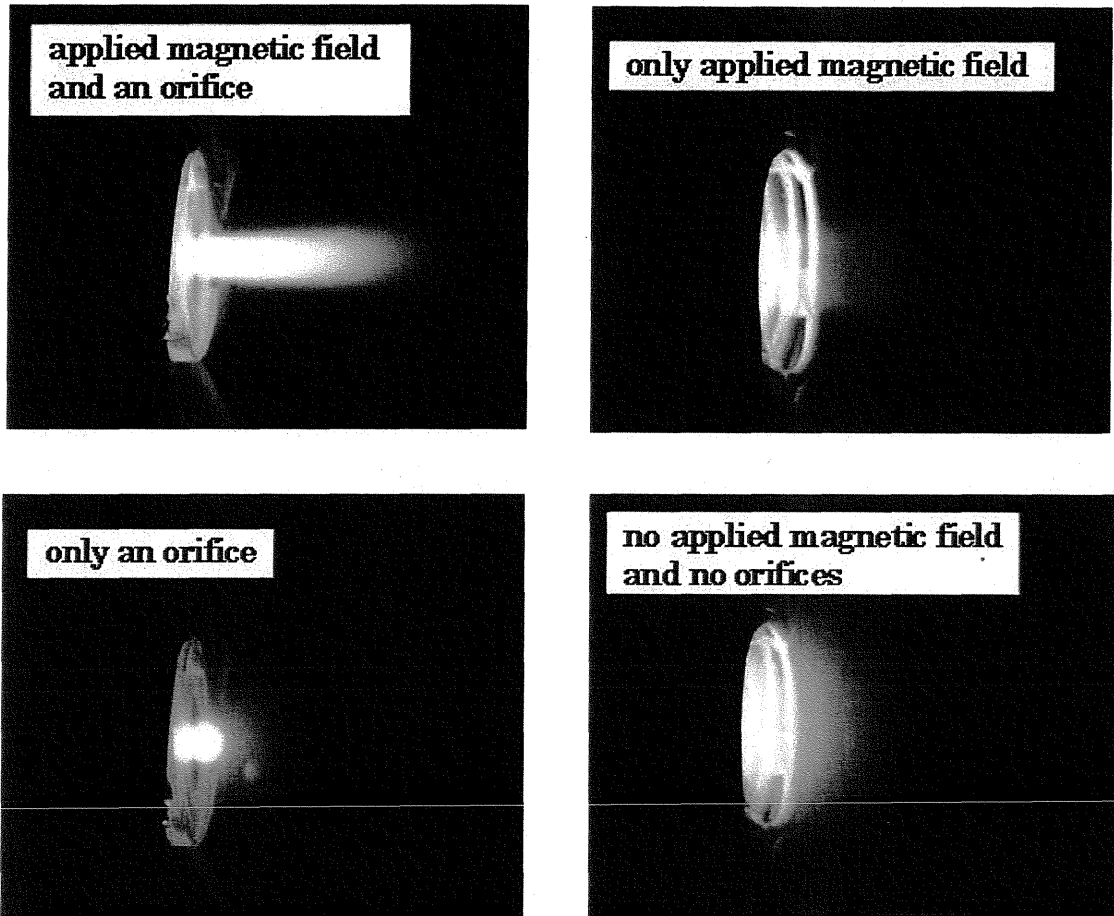 applied magnetic field
and an orifice
only applied magnetic field
only an orifice
no applied magnetic field
and no orifices